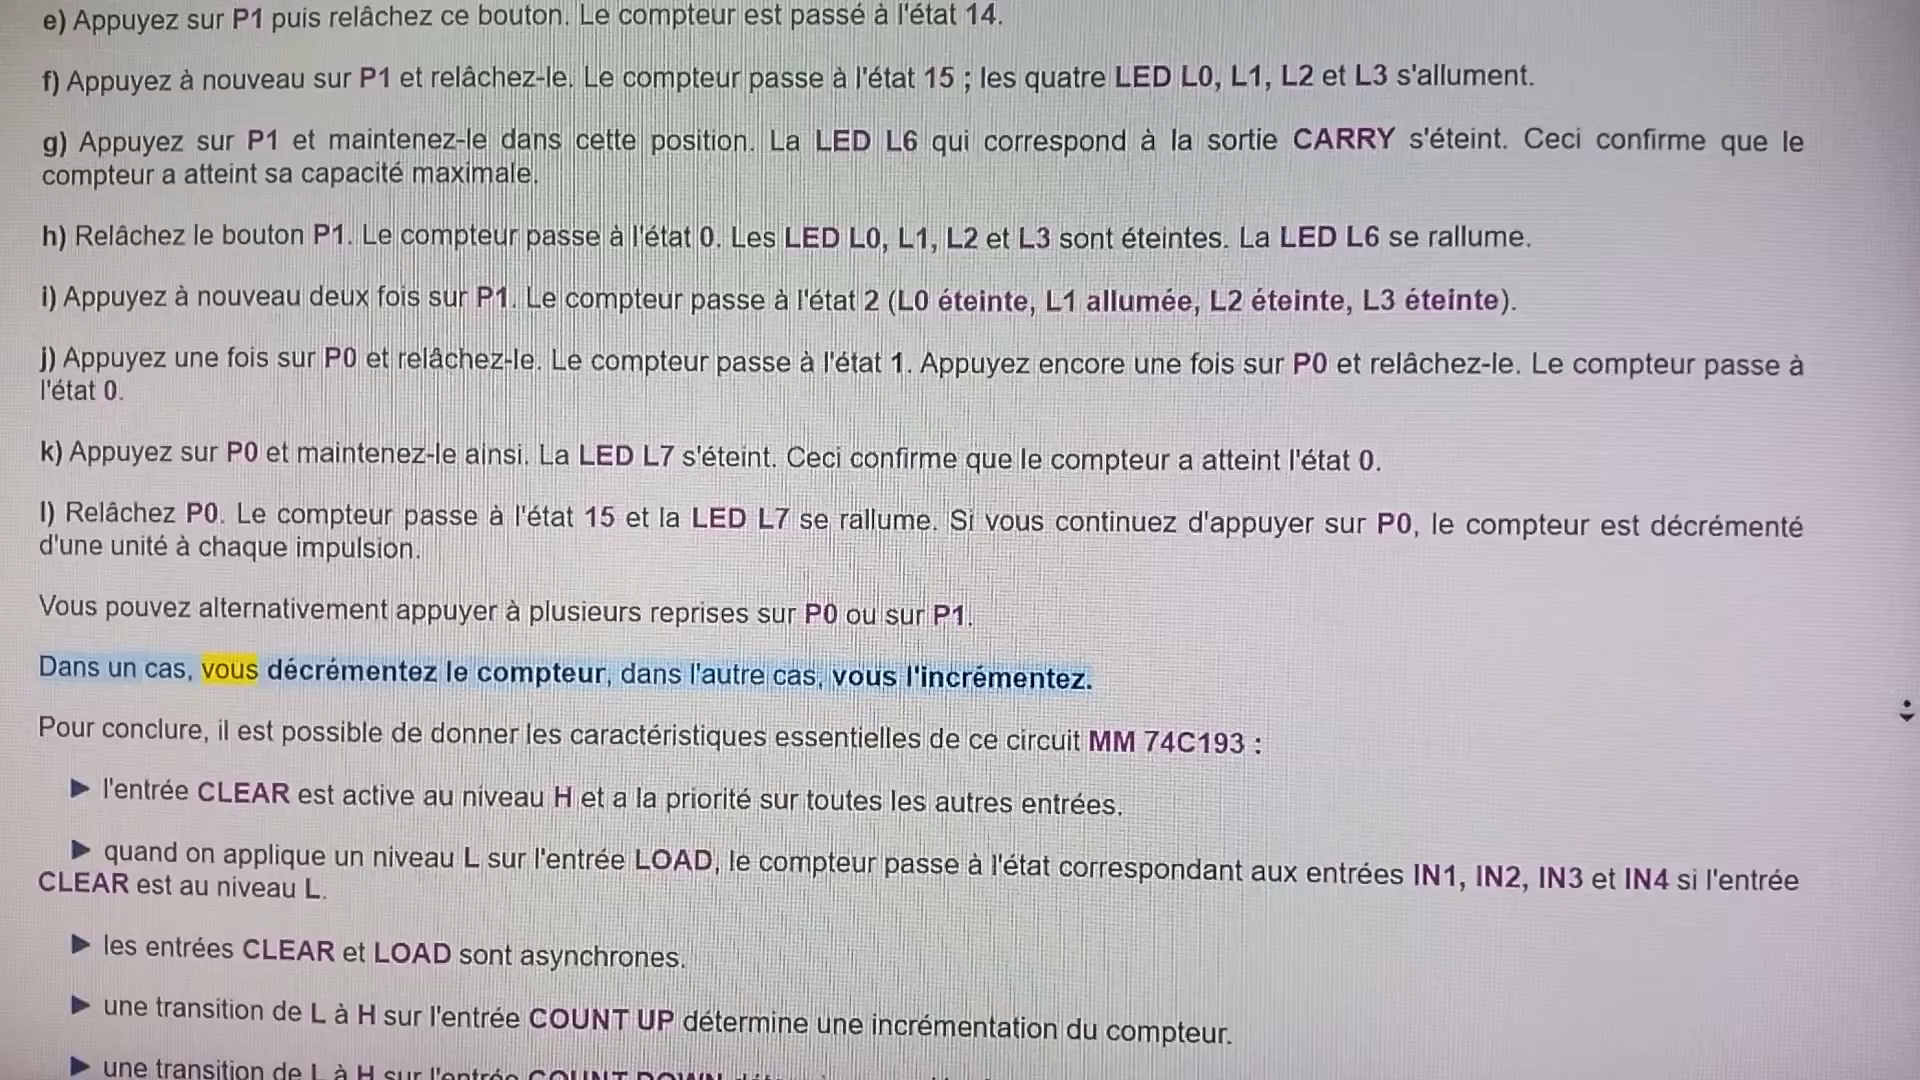 e) Appuyez sur P1 puis relâchez ce bouton. Le compteur est passé à l'état 14.
f) Appuyez à nouveau sur P1 et relâchez-le. Le compteur passe à l'état 15 ; les quatre LED L0, L1, L2 et L3 s'allument.
g) Appuyez sur P1 et maintenez-le dans cette position. La LED L6 qui correspond à la sortie CARRY s'éteint. Ceci confirme que le
compteur a atteint sa capacité maximale.
h) Relâchez le bouton P1. Le compteur passe à l'état 0. Les LED L0, L1, L2 et L3 sont éteintes. La LED L6 se rallume.
i) Appuyez à nouveau deux fois sur P1. Le compteur passe à l'état 2 (L0 éteinte, L1 allumée, L2 éteinte, L3 éteinte).
j) Appuyez une fois sur P0 et relâchez-le. Le compteur passe à l'état 1. Appuyez encore une fois sur P0 et relâchez-le. Le compteur passe à
l'état 0.
k) Appuyez sur P0 et maintenez-le ainsi. La LED L7 s'éteint. Ceci confirme que le compteur a atteint l'état 0.
l) Relâchez P0. Le compteur passe à l'état 15 et la LED L7 se rallume. Si vous continuez d'appuyer sur P0, le compteur est décrémenté
d'une unité à chaque impulsion.
Vous pouvez alternativement appuyer à plusieurs reprises sur P0 ou sur P1.
Dans un cas, vous décrémentez le compteur, dans l'autre cas, vous l'incrémentez.
Pour conclure, il est possible de donner les caractéristiques essentielles de ce circuit MM 74C193 :
► l'entrée CLEAR est active au niveau H et a la priorité sur toutes les autres entrées.
► quand on applique un niveau L sur l'entrée LOAD, le compteur passe à l'état correspondant aux entrées IN1, IN2, IN3 et IN4 si l'entrée
CLEAR est au niveau L.
► les entrées CLEAR et LOAD sont asynchrones.
► une transition de L à H sur l'entrée COUNT UP détermine une incrémentation du compteur.
► une transition de L à H sur l'entrée COUNT DOWN